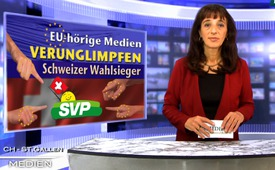 EU-hörige Medien
VERUNGLIMPFEN
Schweizer Wahlsieger
SVP
CH - ST.GALLEN
MEDIEN